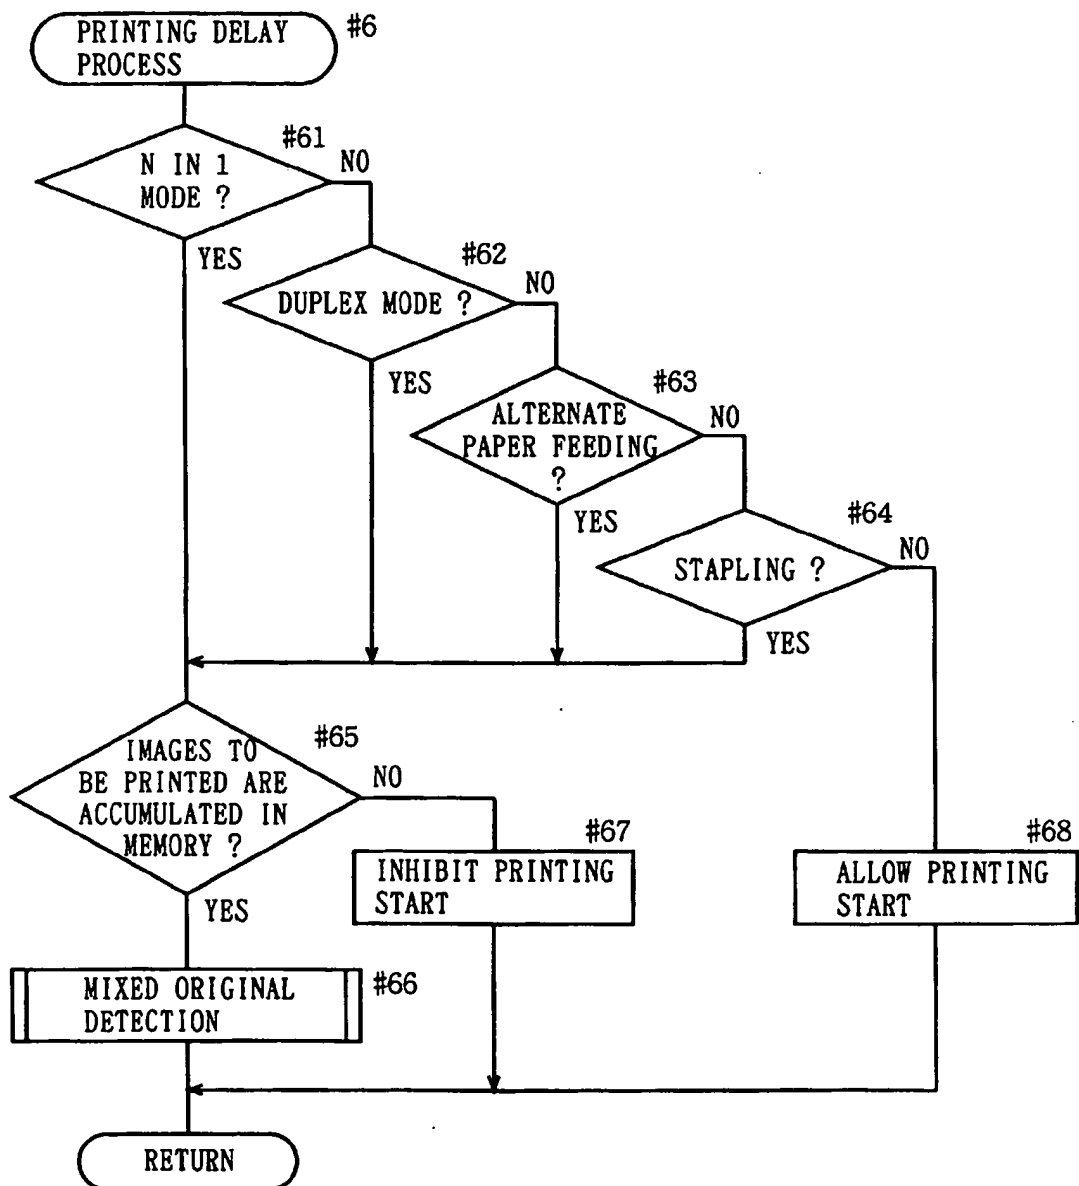 PRINTING DELAY
PROCESS
#6
#61
N IN 1
MODE ?
NO
YES
#62
DUPLEX MODE ?
NO
YES
#63
ALTERNATE
PAPER FEEDING
?
NO
YES
#64
STAPLING ?
NO
YES
#65
IMAGES TO
BE PRINTED ARE
ACCUMULATED IN
MEMORY ?
NO
YES
#67
INHIBIT PRINTING
START
#68
ALLOW PRINTING
START
MIXED ORIGINAL
DETECTION
#66
RETURN